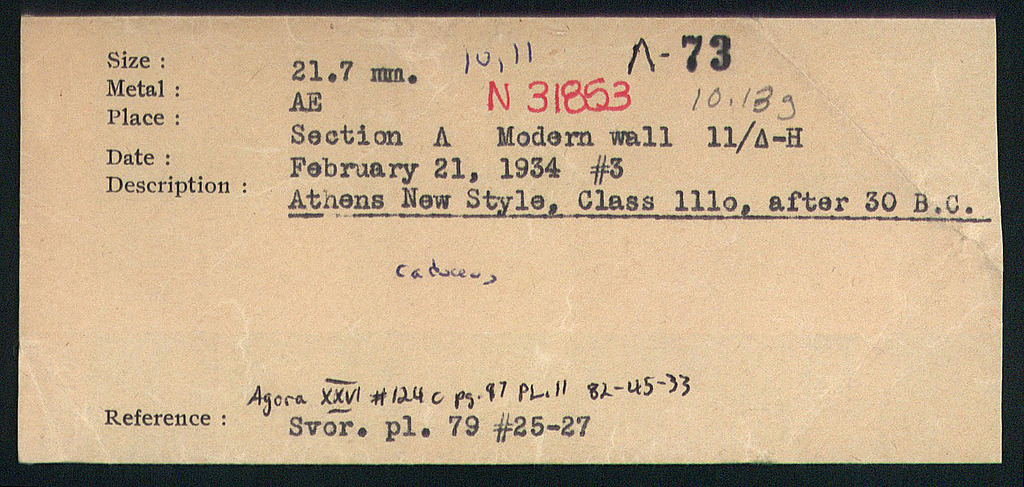 10,11 Λ-73
Size : 21.7 mm.
Metal : AE N 31853 10.13g
Place : Section Λ Modern wall 11/Δ-H
Date : February 21, 1934 #3
Description : Athens New Style, Class 111o, after 30 B.C.
caduceus
Agora XXVI #124 c pg. 87 PL. 11 82-45-33
Reference : Svor. pl. 79 #25-27